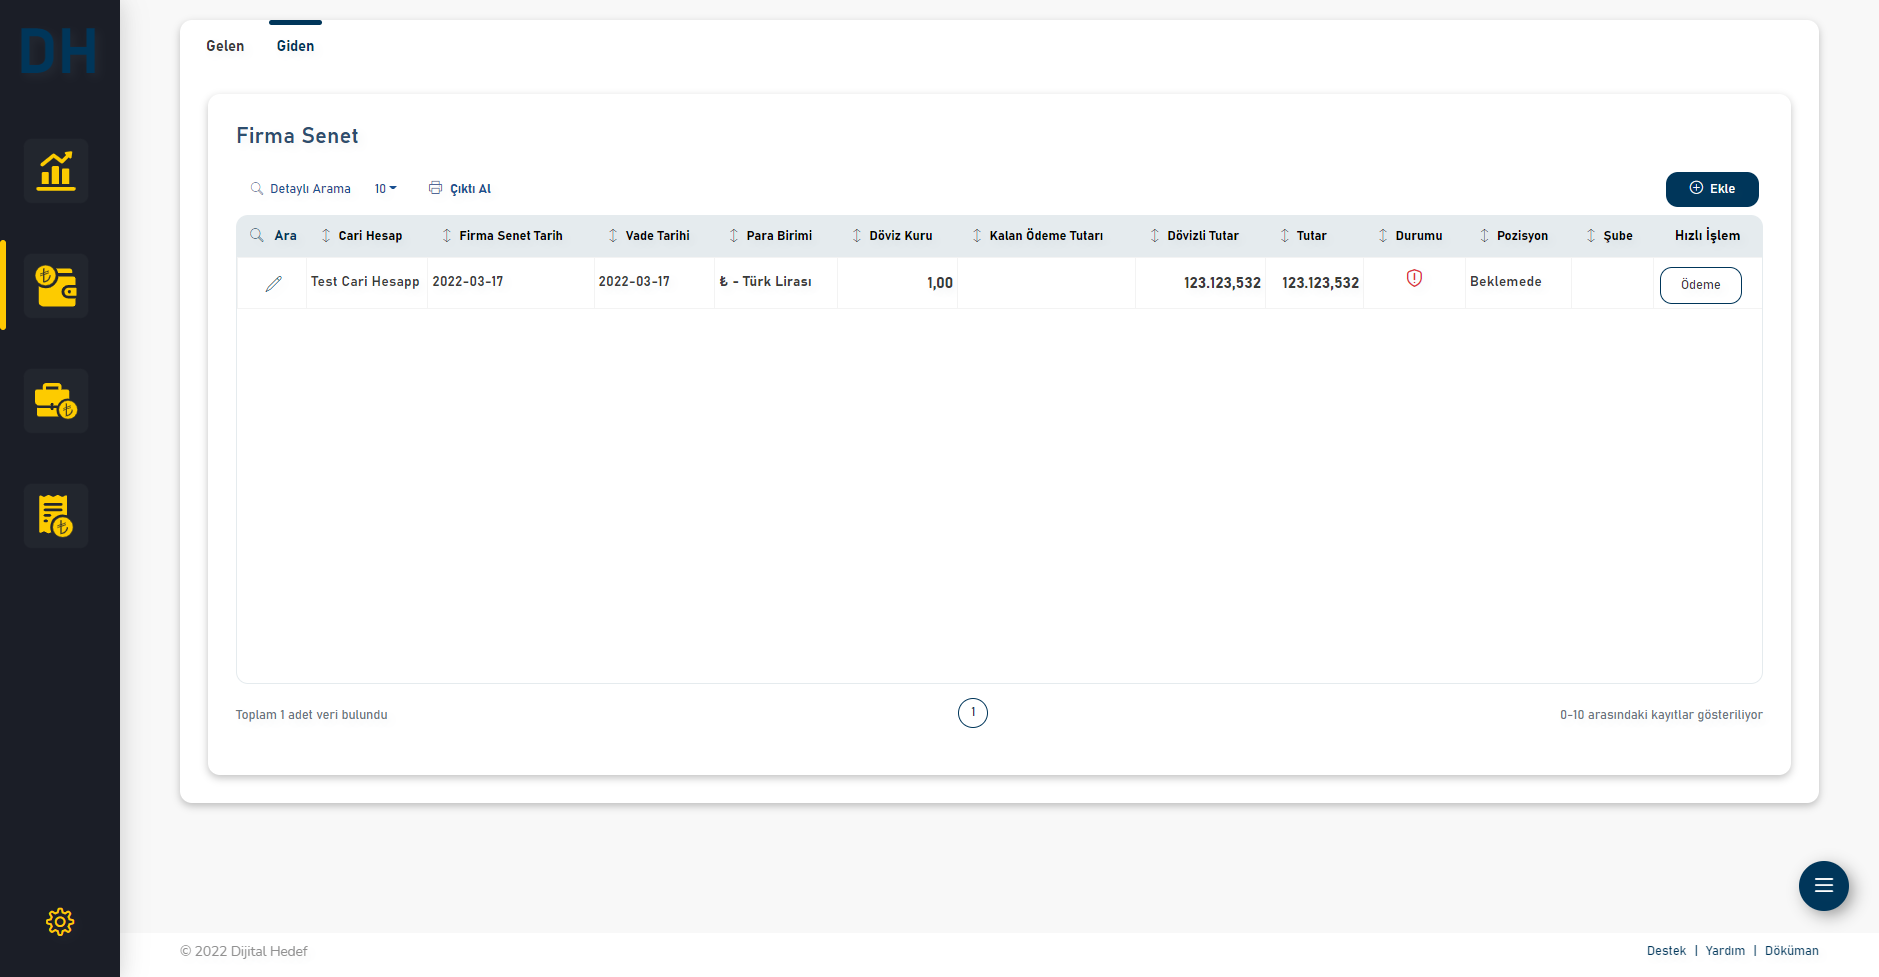 DH
Gelen Giden
Firma Senet
Detaylı Arama 10 Çıktı Al Ekle
Ara Cari Hesap Firma Senet Tarih Vade Tarihi Para Birimi Döviz Kuru Kalan Ödeme Tutarı Dövizli Tutar Tutar Durumu Pozisyon Şube Hızlı İşlem
Test Cari Hesapp 2022-03-17 2022-03-17 ₺ - Türk Lirası 1,00 123.123,532 123.123,532 Beklemede Ödeme
Toplam 1 adet veri bulundu 1 0-10 arasındaki kayıtlar gösteriliyor
© 2022 Dijital Hedef Destek | Yardım | Döküman